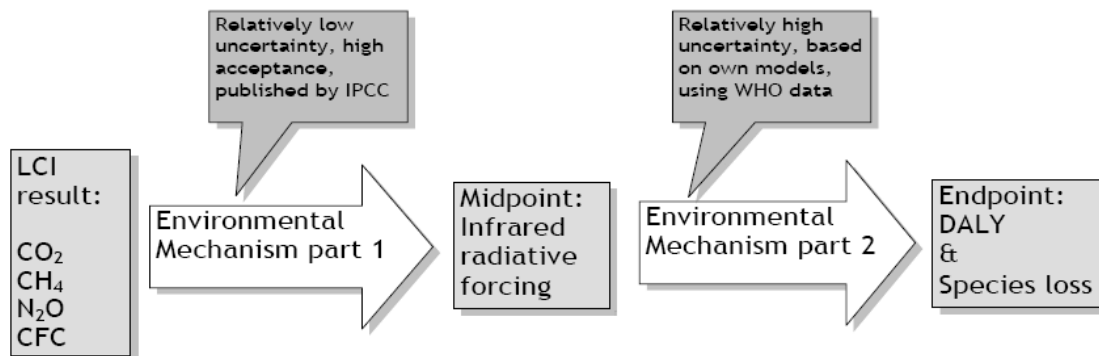 Relatively low
uncertainty, high
acceptance,
published by IPCC
Relatively high
uncertainty, based
on own models,
using WHO data
LCI
result:
CO₂
CH₄
N₂O
CFC
Environmental
Mechanism part 1
Midpoint:
Infrared
radiative
forcing
Environmental
Mechanism part 2
Endpoint:
DALY
&
Species loss